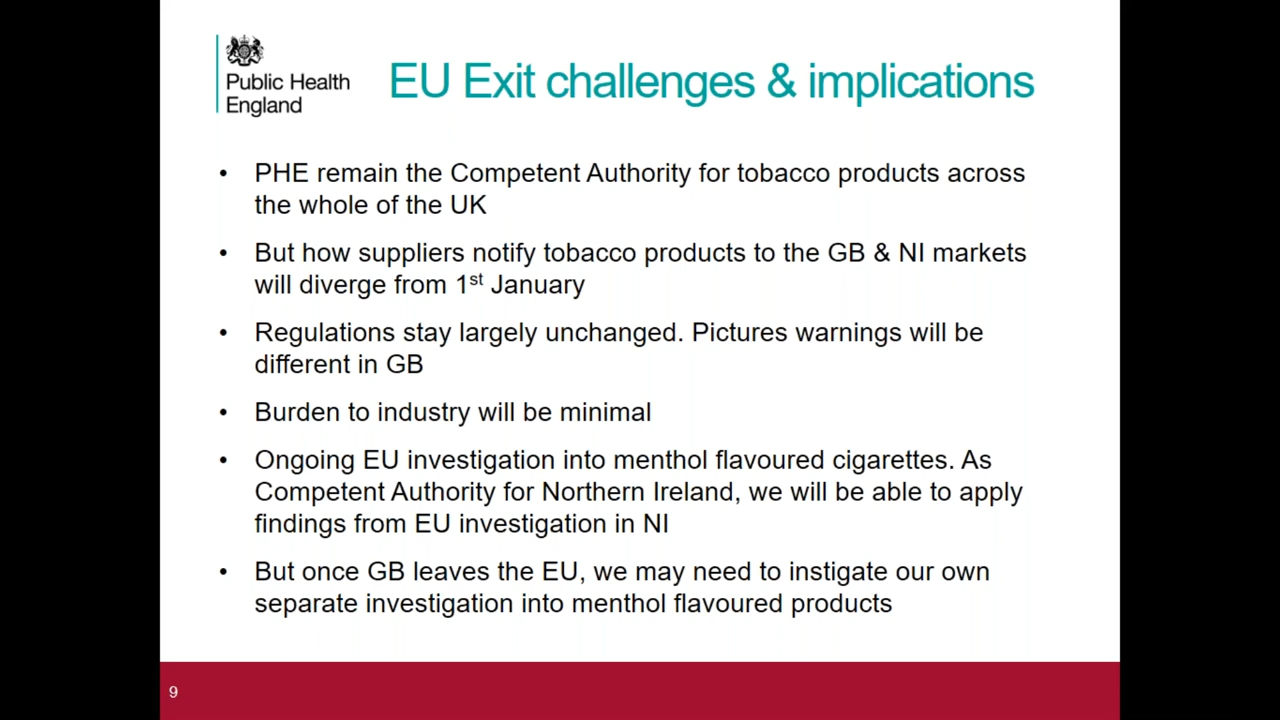 Public Health
England
EU Exit challenges & implications
• PHE remain the Competent Authority for tobacco products across
the whole of the UK
• But how suppliers notify tobacco products to the GB & NI markets
will diverge from 1st January
• Regulations stay largely unchanged. Pictures warnings will be
different in GB
• Burden to industry will be minimal
• Ongoing EU investigation into menthol flavoured cigarettes. As
Competent Authority for Northern Ireland, we will be able to apply
findings from EU investigation in NI
• But once GB leaves the EU, we may need to instigate our own
separate investigation into menthol flavoured products
9